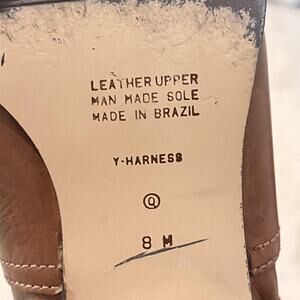 LEATHER UPPER
MAN MADE SOLE
MADE IN BRAZIL
Y-HARNESS
Q
8 M